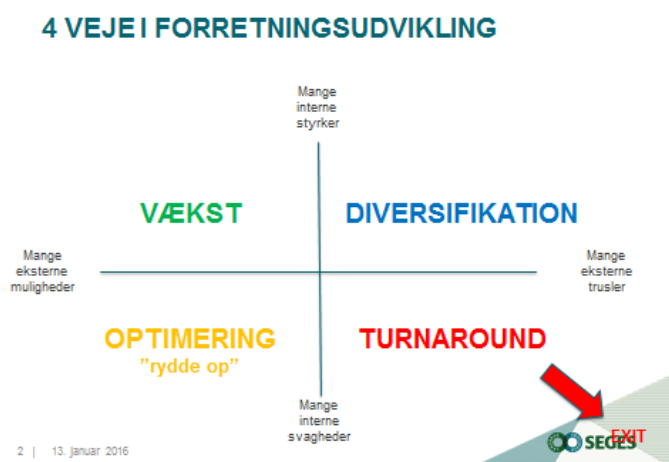 4 VEJE I FORRETNINGSUDVIKLING
Mange
interne
styrker
VÆKST
DIVERSIFIKATION
Mange
eksterne
muligheder
Mange
eksterne
trusler
OPTIMERING
”rydde op”
TURNAROUND
Mange
interne
svagheder
SEGES
EXIT
2 | 13. januar 2016